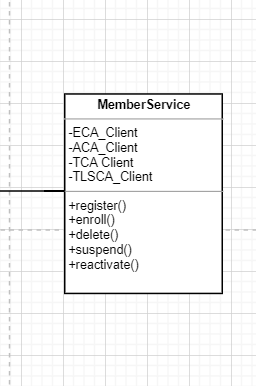 MemberService
-ECA_Client
-ACA_Client
-TCA Client
-TLSCA_Client
+register()
+enroll()
+delete()
+suspend()
+reactivate()